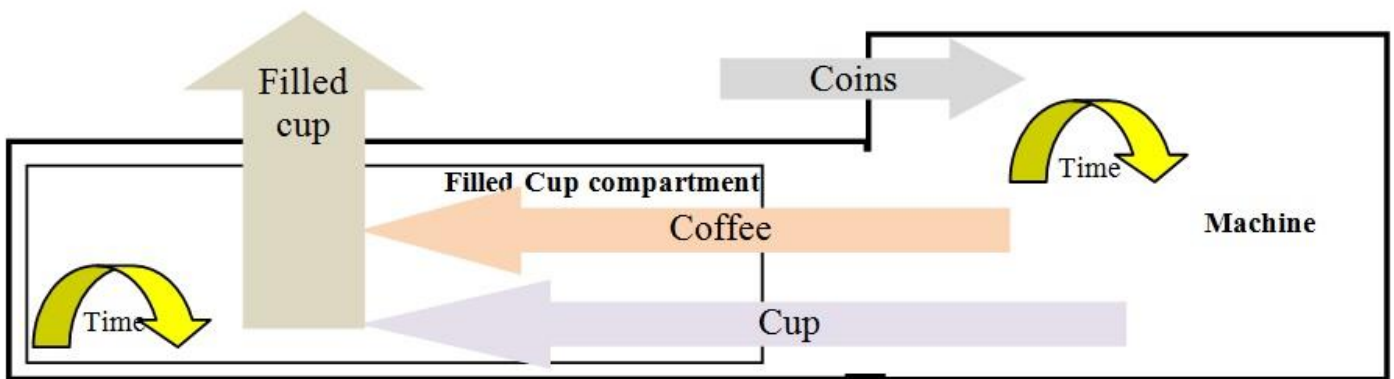 Filled
cup
Coins
Time
Filled Cup compartment
Coffee
Machine
Time
Cup